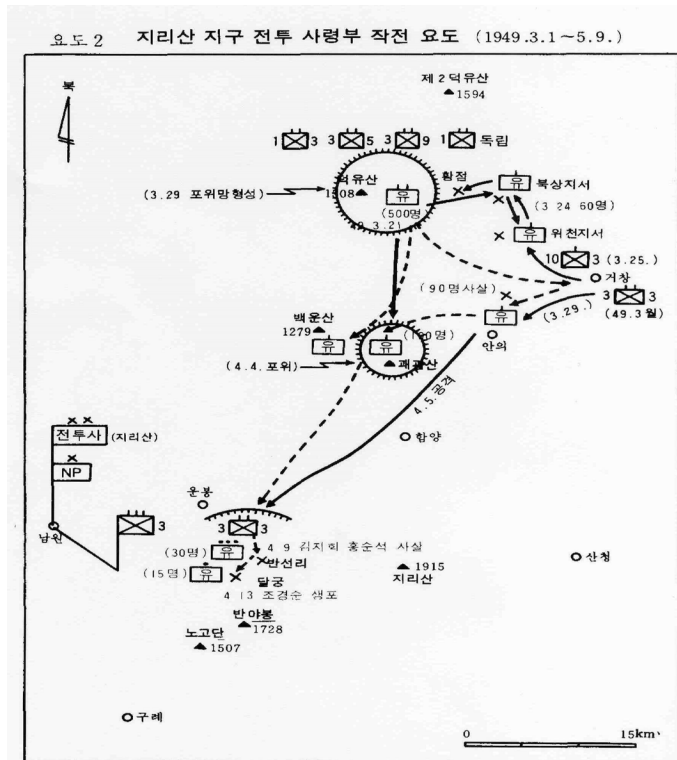 요도 2 지리산 지구 전투 사령부 작전 요도 (1949.3.1~5.9.)
북
제 2 덕유산
1594
1 3
3 5
3 9
1 독립
덕유산
1508
황점
유
북상지서
(3.29 포위망형성)
유
(500명
(3 24 60명)
유
위천지서
10 3 (3.25.)
거창
(90명사살)
3 3
(49.3월)
(3.29.)
백운산
1279
유
유
유
안의
괘관산
(4.4.포위)
4.5.공격
함양
전투사 (지리산)
NP
남원
3
운봉
3 3
(30명) 유
4 9 김지회 홍순석 사살
반선리
(15명) 유
달궁
4 13 조경순 생포
1915
지리산
산청
반야봉
1728
노고단
1507
구례
0 15km